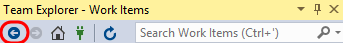 Team Explorer - Work Items
Search Work Items (Ctrl+')